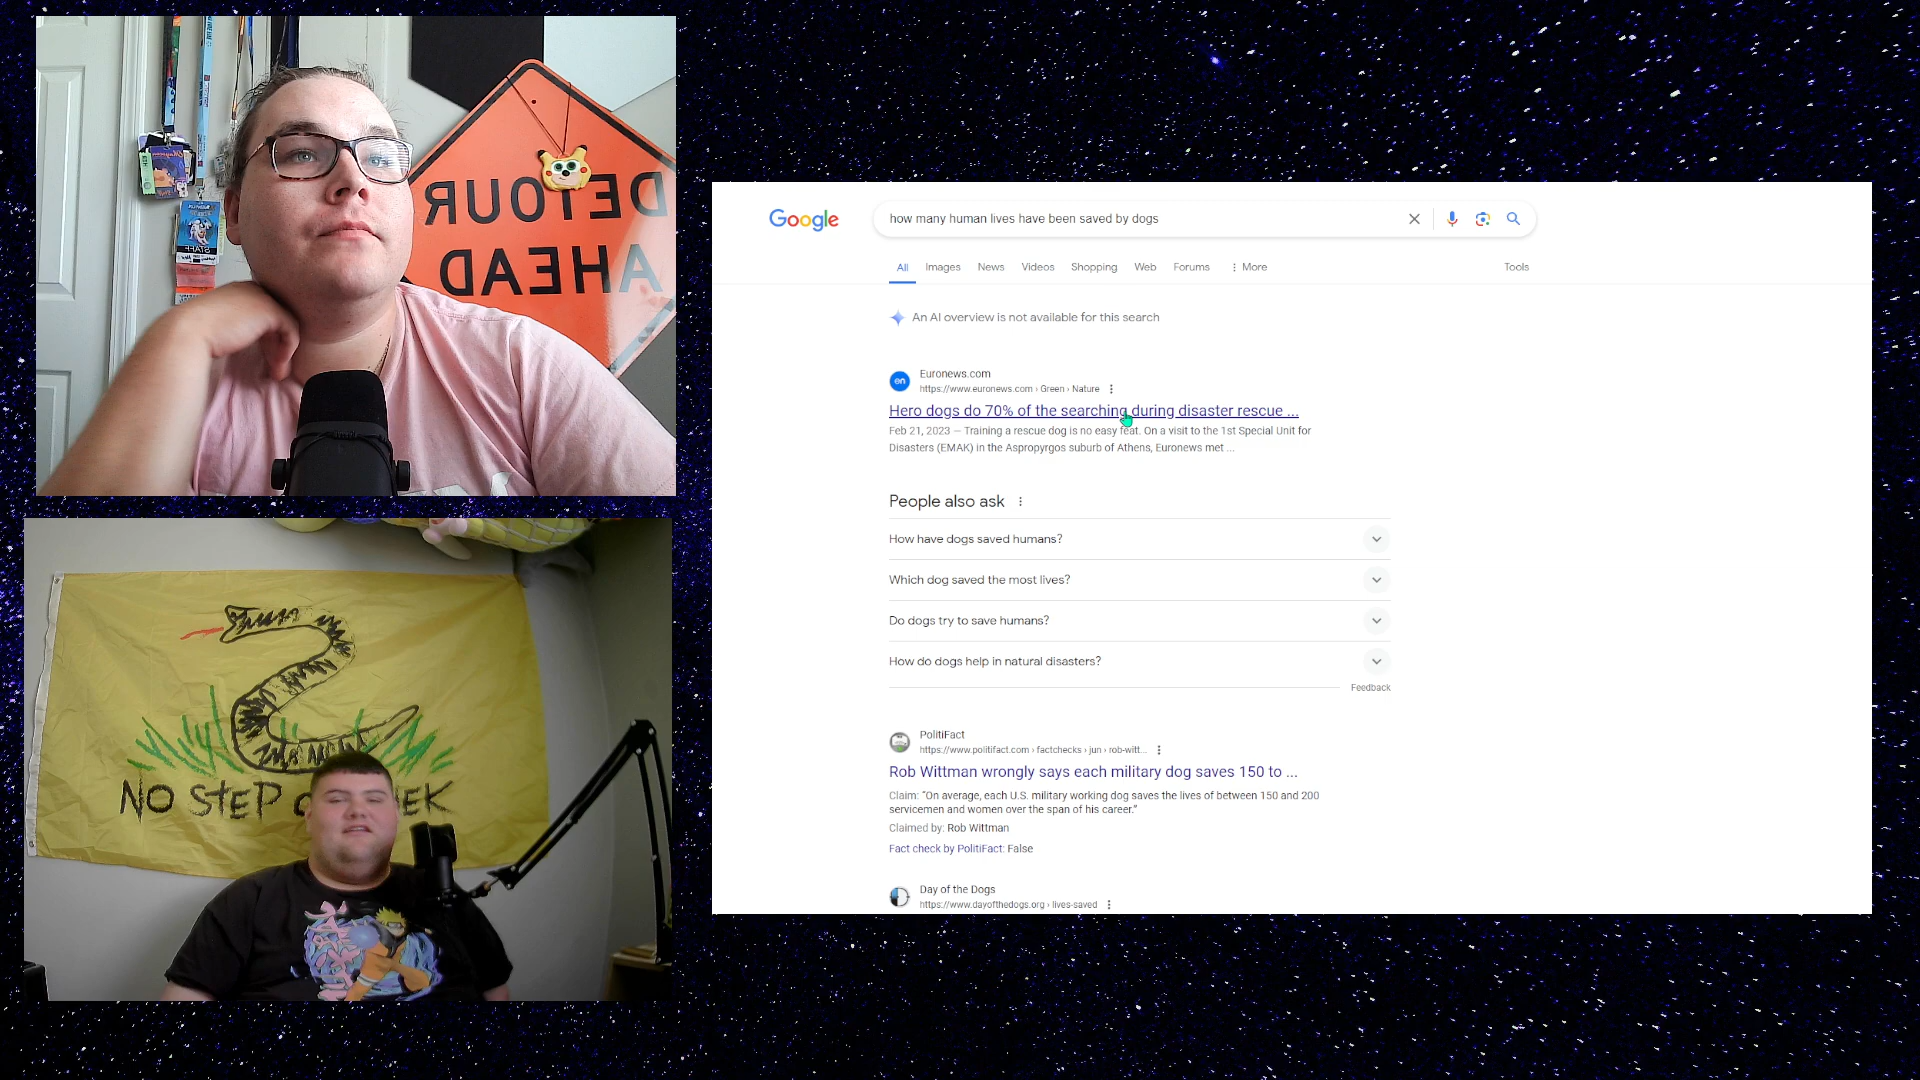 DETOUR
AHEAD
STAFF
NO STEP
EK
Google
how many human lives have been saved by dogs
All
Images
News
Videos
Shopping
Web
Forums
More
Tools
An AI overview is not available for this search
en
Euronews.com
https://www.euronews.com › Green › Nature
Hero dogs do 70% of the searching during disaster rescue ...
Feb 21, 2023 — Training a rescue dog is no easy feat. On a visit to the 1st Special Unit for
Disasters (EMAK) in the Aspropyrgos suburb of Athens, Euronews met ...
People also ask
How have dogs saved humans?
Which dog saved the most lives?
Do dogs try to save humans?
How do dogs help in natural disasters?
Feedback
PolitiFact
https://www.politifact.com › factchecks › jun › rob-witt...
Rob Wittman wrongly says each military dog saves 150 to ...
Claim: “On average, each U.S. military working dog saves the lives of between 150 and 200
servicemen and women over the span of his career.”
Claimed by: Rob Wittman
Fact check by PolitiFact: False
Day of the Dogs
https://www.dayofthedogs.org › lives-saved